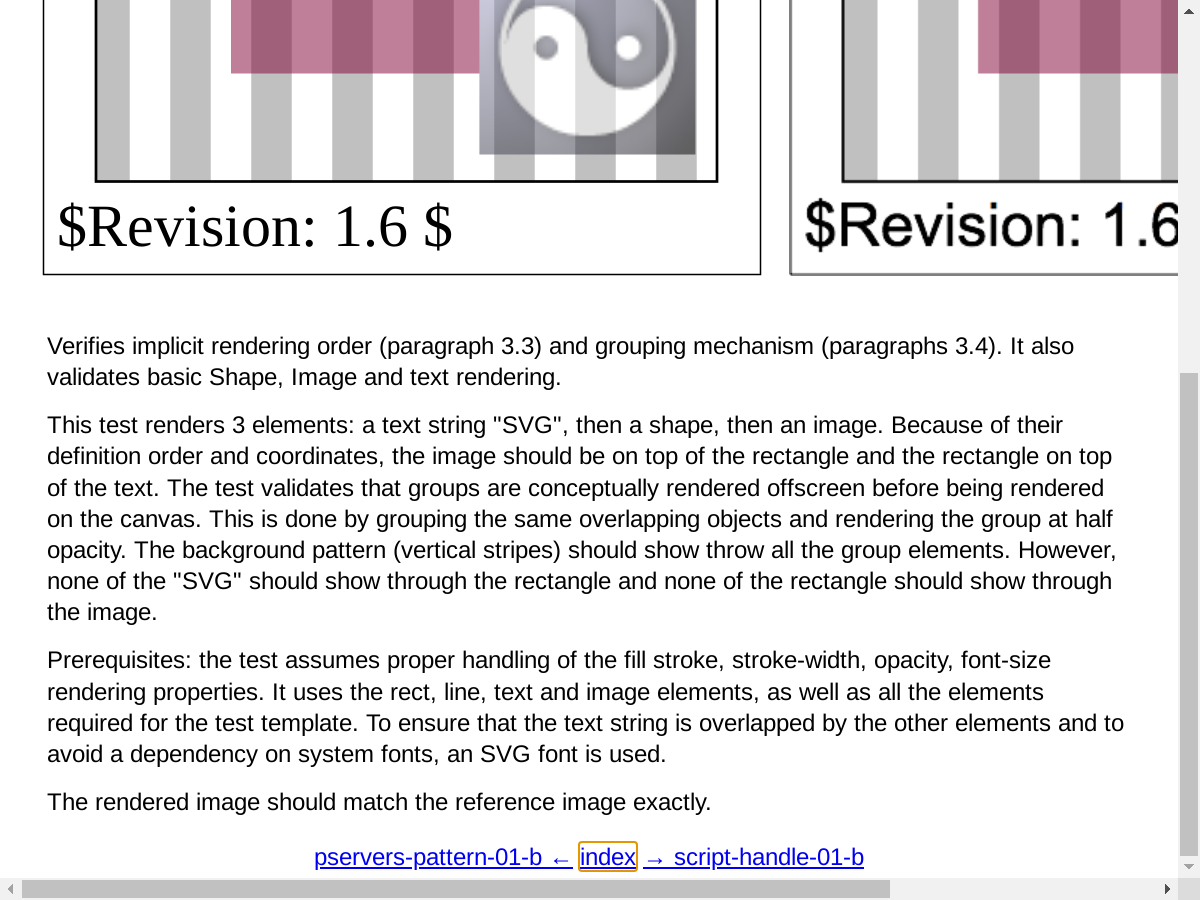 $Revision: 1.6 $
$Revision: 1.6
Verifies implicit rendering order (paragraph 3.3) and grouping mechanism (paragraphs 3.4). It also
validates basic Shape, Image and text rendering.
This test renders 3 elements: a text string "SVG", then a shape, then an image. Because of their
definition order and coordinates, the image should be on top of the rectangle and the rectangle on top
of the text. The test validates that groups are conceptually rendered offscreen before being rendered
on the canvas. This is done by grouping the same overlapping objects and rendering the group at half
opacity. The background pattern (vertical stripes) should show throw all the group elements. However,
none of the "SVG" should show through the rectangle and none of the rectangle should show through
the image.
Prerequisites: the test assumes proper handling of the fill stroke, stroke-width, opacity, font-size
rendering properties. It uses the rect, line, text and image elements, as well as all the elements
required for the test template. To ensure that the text string is overlapped by the other elements and to
avoid a dependency on system fonts, an SVG font is used.
The rendered image should match the reference image exactly.
pservers-pattern-01-b ← index → script-handle-01-b